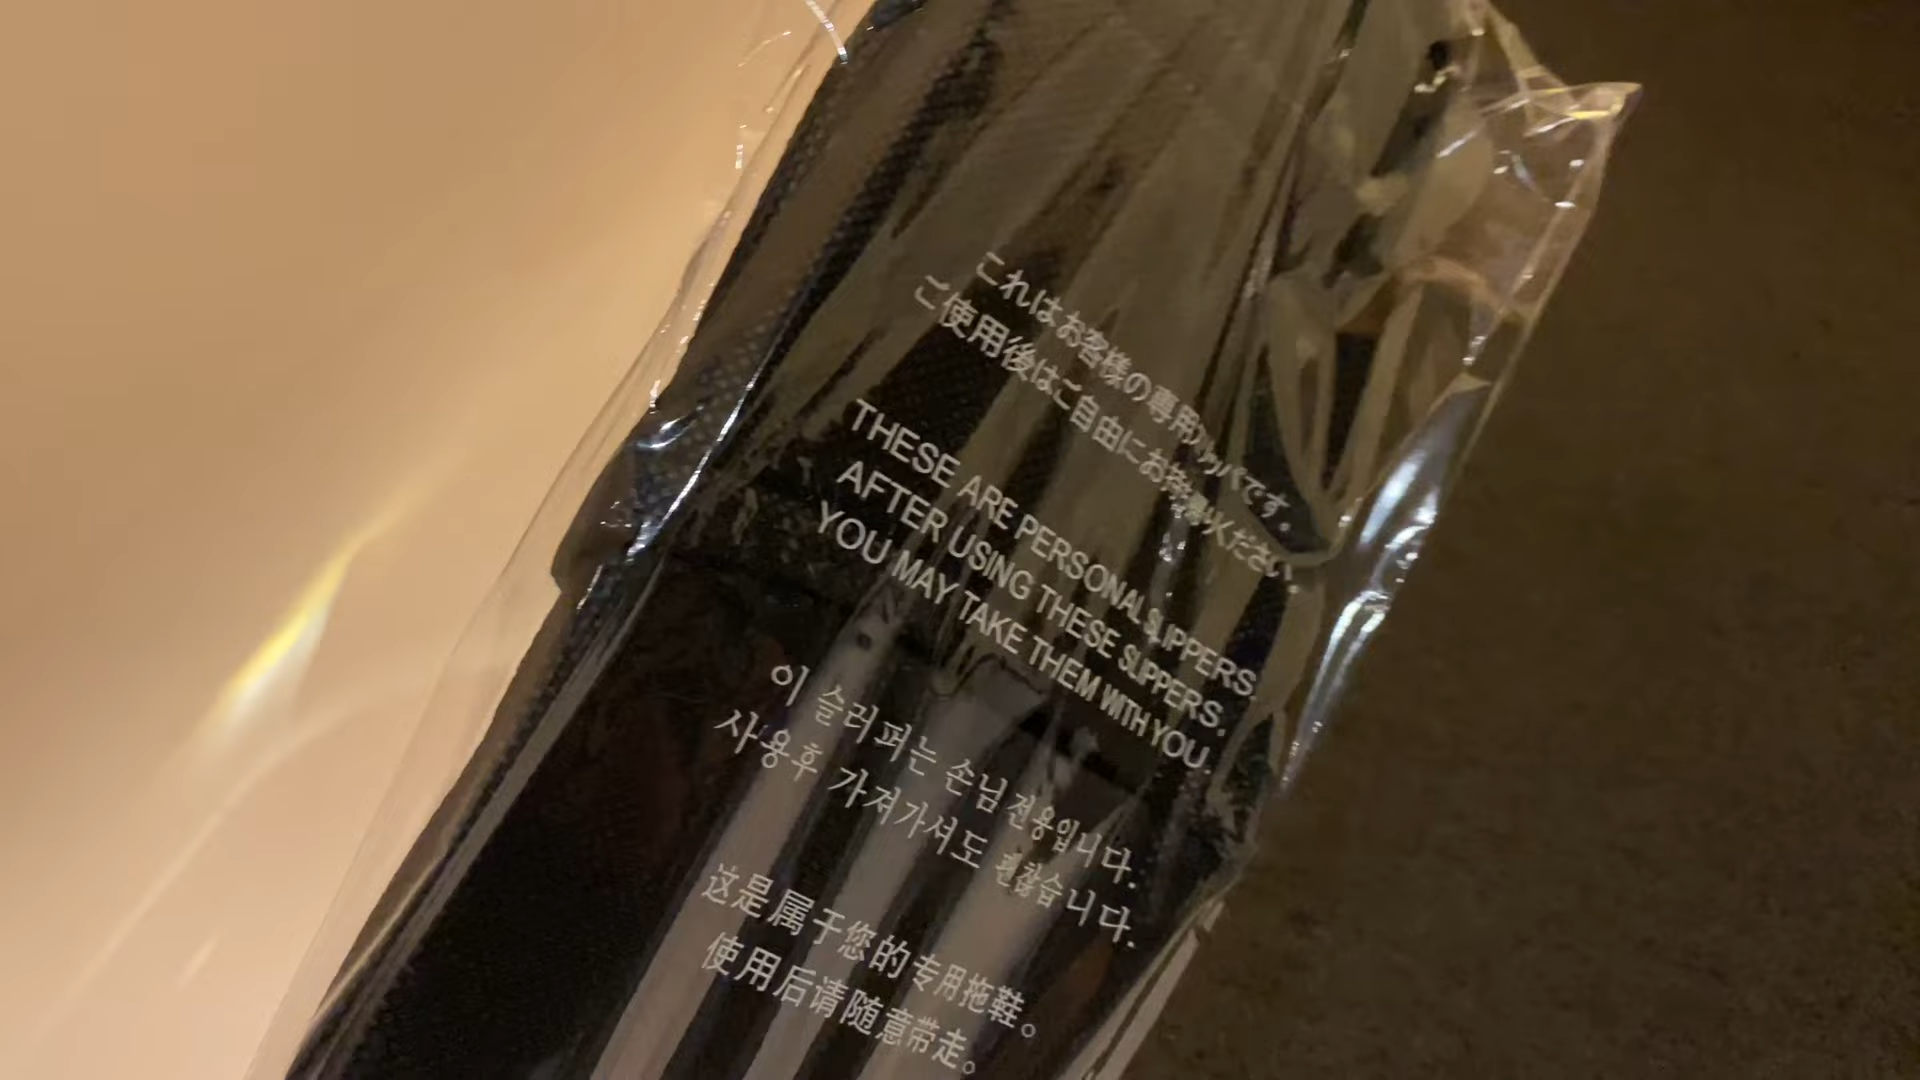 これはお客様の専用スリッパです。
ご使用後はご自由にお持帰りください。
THESE ARE PERSONAL SLIPPERS.
AFTER USING THESE SLIPPERS.
YOU MAY TAKE THEM WITH YOU.
이 슬러퍼는 손님전용입니다.
사용후 가져가셔도 괜찮습니다.
这是属于您的专用拖鞋。
使用后请随意带走。